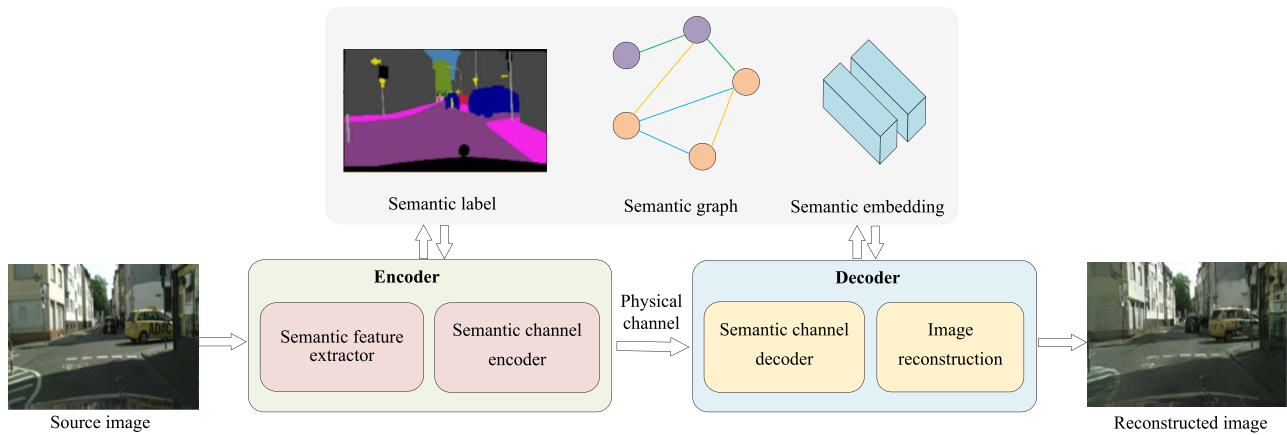 Semantic label
Semantic graph
Semantic embedding
Encoder
Semantic feature
extractor
Semantic channel
encoder
Physical
channel
Decoder
Semantic channel
decoder
Image
reconstruction
Source image
Reconstructed image